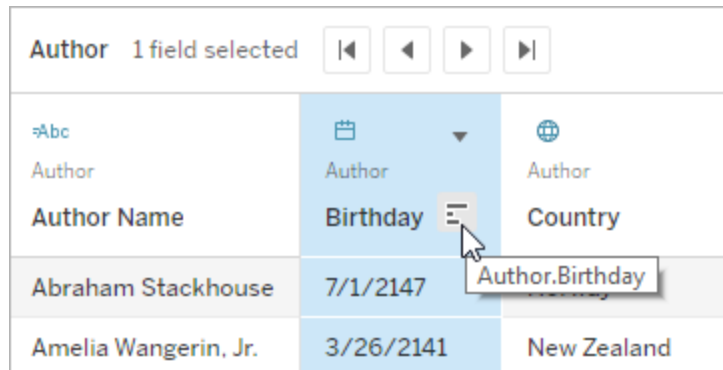 Author 1 field selected
=Abc
Author Author Author
Author Name Birthday Country
Author.Birthday
Abraham Stackhouse 7/1/2147
Amelia Wangerin, Jr. 3/26/2141 New Zealand